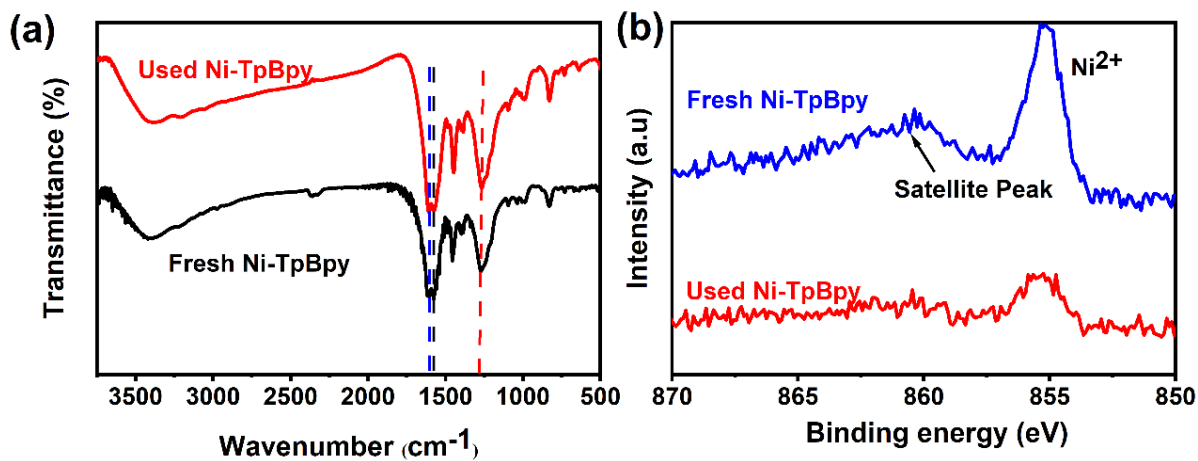 (a)
Used Ni-TpBpy
Fresh Ni-TpBpy
Transmittance (%)
3500 3000 2500 2000 1500 1000 500
Wavenumber (cm-1)
(b)
Ni2+
Fresh Ni-TpBpy
Satellite Peak
Used Ni-TpBpy
Intensity (a.u)
870 865 860 855 850
Binding energy (eV)